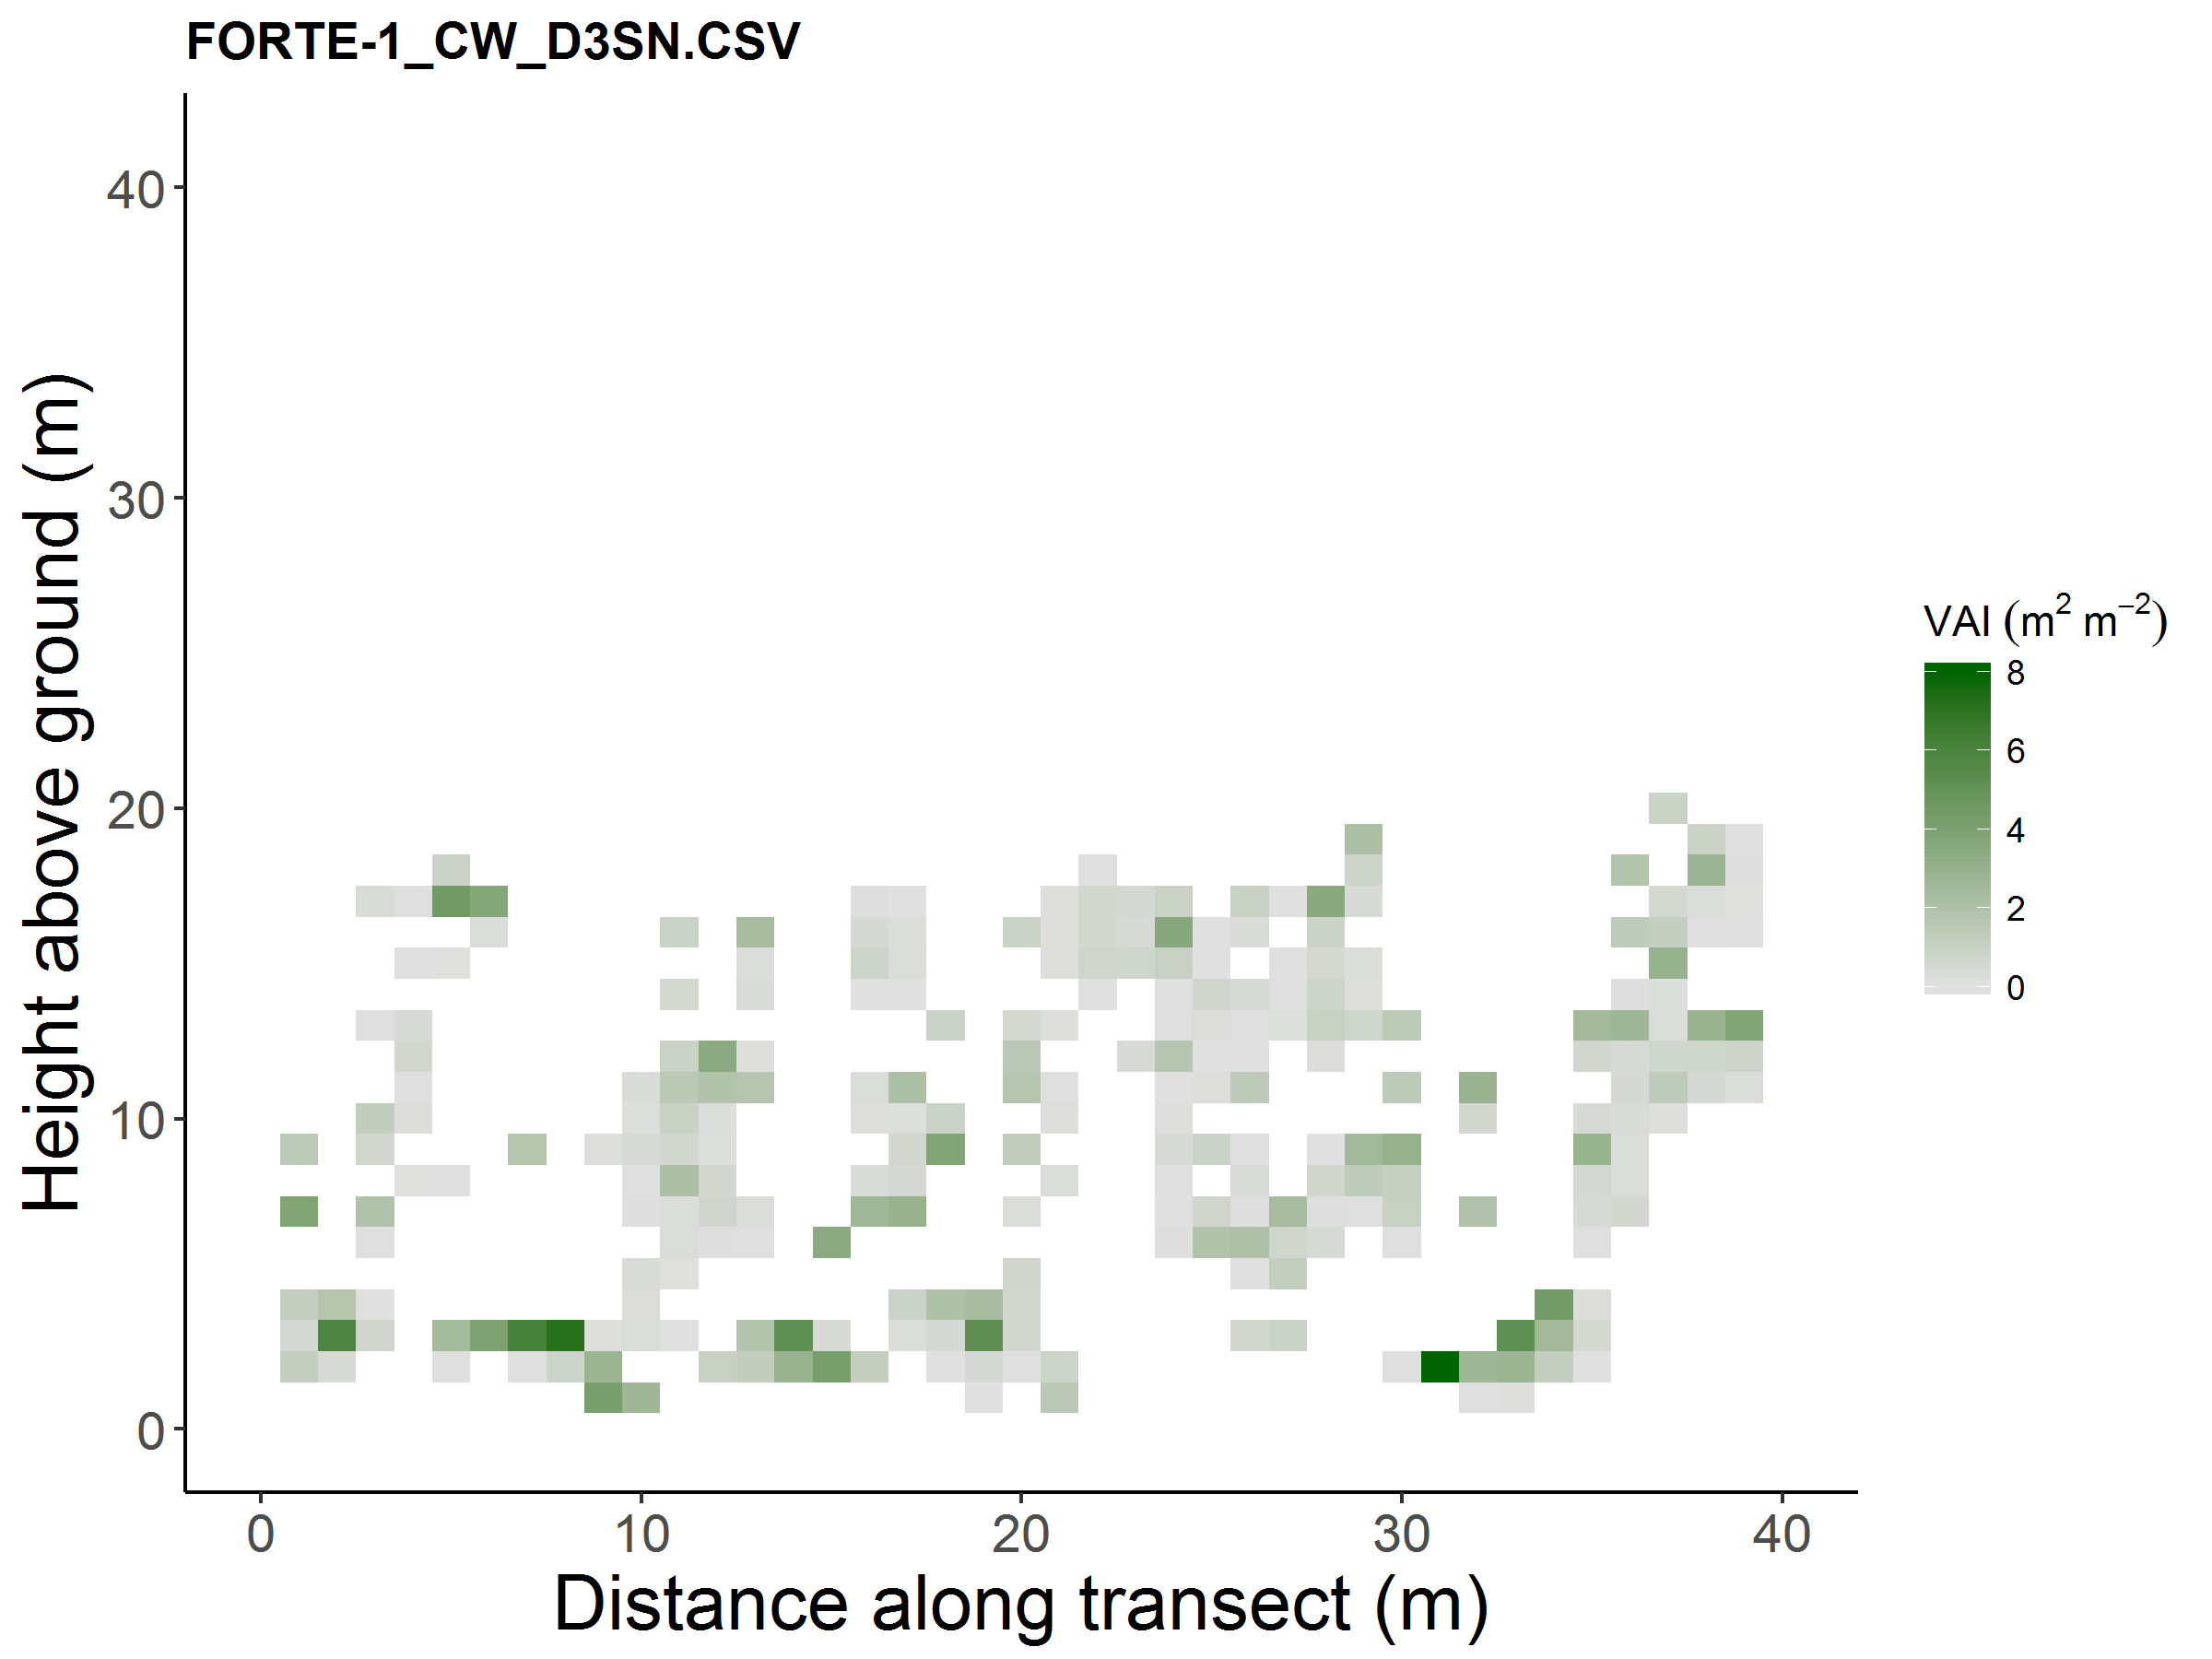 FORTE-1_CW_D3SN.CSV
Height above ground (m)
40
30
20
10
0
0 10 20 30 40
Distance along transect (m)
VAI (m² m⁻²)
8
6
4
2
0